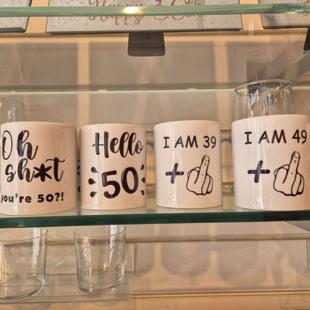 Oh
sh*t
you're 50?!
Hello
50
I AM 39
+
I AM 49
+